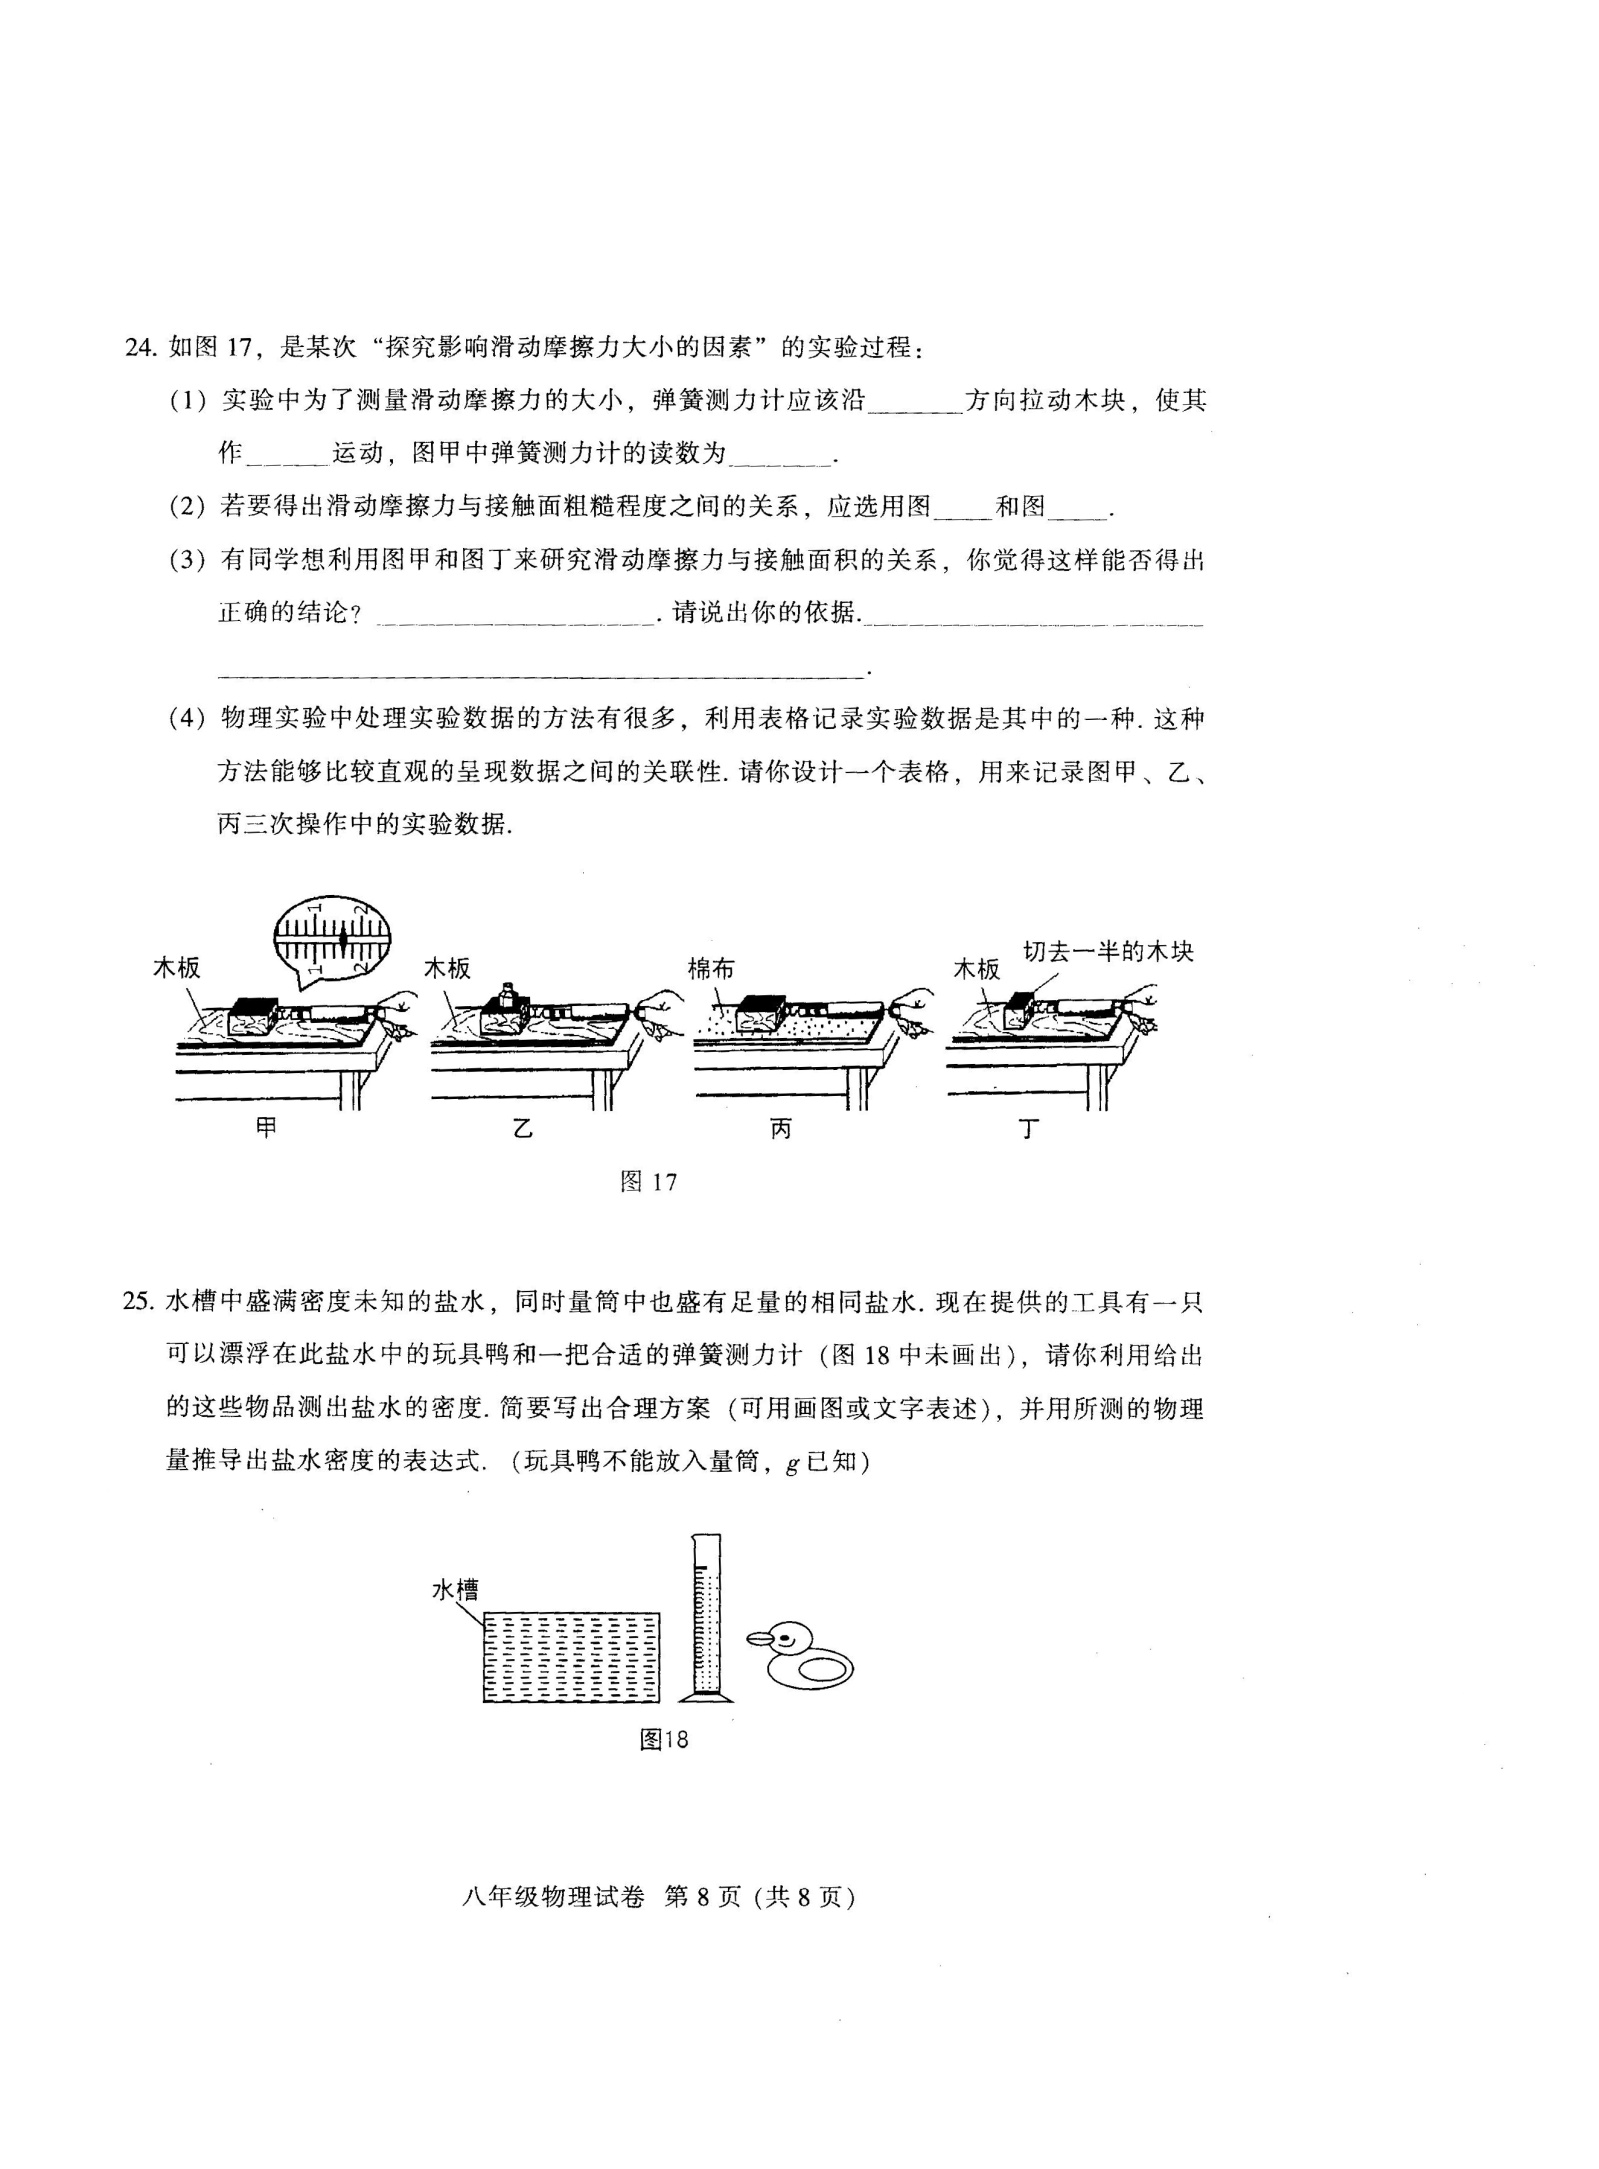 24. 如图 17，是某次“探究影响滑动摩擦力大小的因素”的实验过程：
(1) 实验中为了测量滑动摩擦力的大小，弹簧测力计应该沿______方向拉动木块，使其
作______运动，图甲中弹簧测力计的读数为_______.
(2) 若要得出滑动摩擦力与接触面粗糙程度之间的关系，应选用图____和图____.
(3) 有同学想利用图甲和图丁来研究滑动摩擦力与接触面积的关系，你觉得这样能否得出
正确的结论？__________________. 请说出你的依据.______________________
__________________________________________.
(4) 物理实验中处理实验数据的方法有很多，利用表格记录实验数据是其中的一种. 这种
方法能够比较直观的呈现数据之间的关联性. 请你设计一个表格，用来记录图甲、乙、
丙三次操作中的实验数据.
1 2
1 2
木板
木板
棉布
木板
切去一半的木块
甲
乙
丙
丁
图 17
25. 水槽中盛满密度未知的盐水，同时量筒中也盛有足量的相同盐水. 现在提供的工具有一只
可以漂浮在此盐水中的玩具鸭和一把合适的弹簧测力计（图 18 中未画出），请你利用给出
的这些物品测出盐水的密度. 简要写出合理方案（可用画图或文字表述），并用所测的物理
量推导出盐水密度的表达式.（玩具鸭不能放入量筒，g 已知）
水槽
图18
八年级物理试卷 第 8 页 (共 8 页)